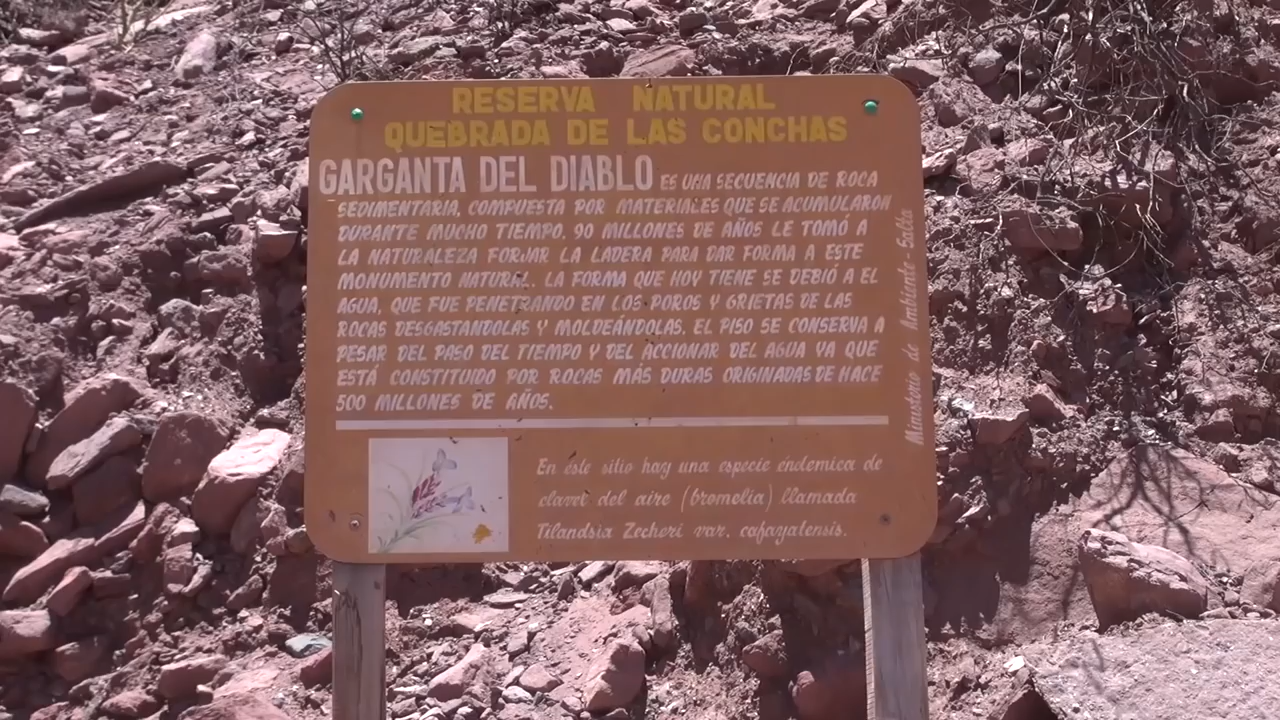 RESERVA NATURAL
QUEBRADA DE LAS CONCHAS
GARGANTA DEL DIABLO ES UNA SECUENCIA DE ROCA
SEDIMENTARIA, COMPUESTA POR MATERIALES QUE SE ACUMULARON
DURANTE MUCHO TIEMPO. 90 MILLONES DE AÑOS LE TOMÓ A
LA NATURALEZA FORJAR LA LADERA PARA DAR FORMA A ESTE
MONUMENTO NATURAL. LA FORMA QUE HOY TIENE SE DEBIÓ A EL
AGUA, QUE FUE PENETRANDO EN LOS POROS Y GRIETAS DE LAS
ROCAS DESGASTANDOLAS Y MOLDEÁNDOLAS. EL PISO SE CONSERVA A
PESAR DEL PASO DEL TIEMPO Y DEL ACCIONAR DEL AGUA YA QUE
ESTÁ CONSTITUIDO POR ROCAS MÁS DURAS ORIGINADAS DE HACE
500 MILLONES DE AÑOS.
En éste sitio hay una especie éndemica de
clavel del aire (bromelia) llamada
Tilandsia Zecheri var. cafayatensis.
Ministerio de Ambiente - Salta